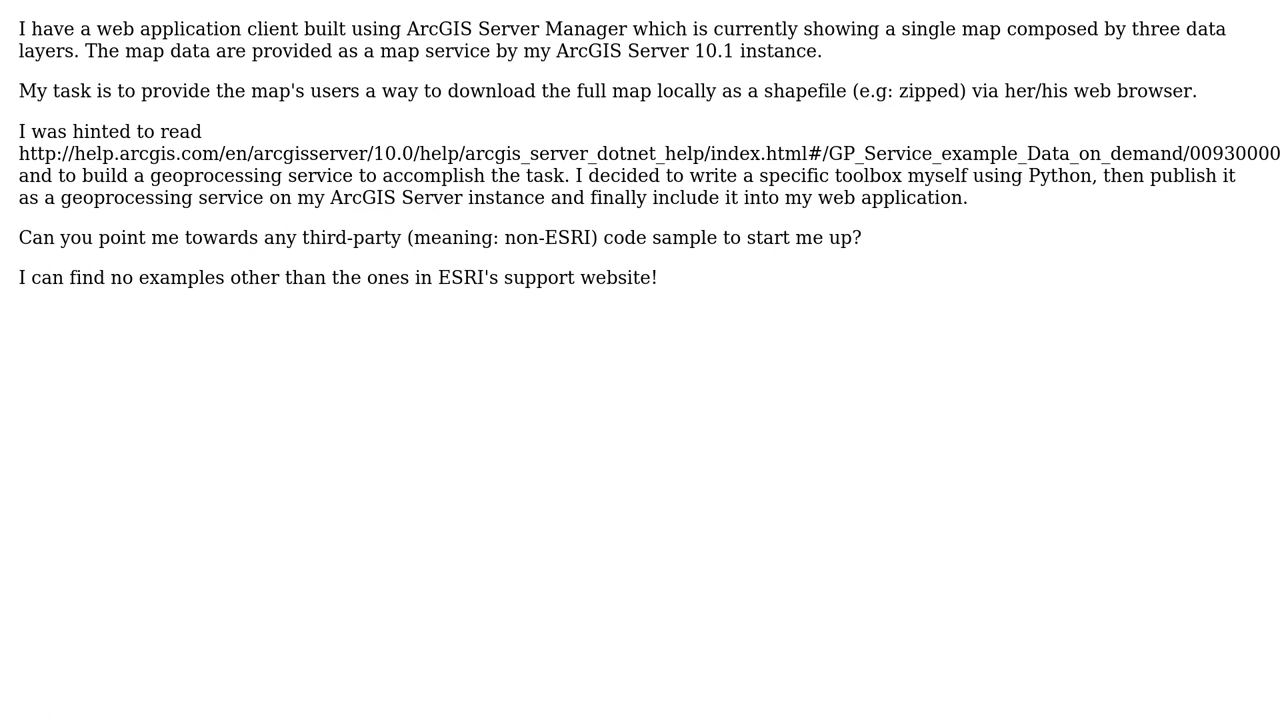 I have a web application client built using ArcGIS Server Manager which is currently showing a single map composed by three data
layers. The map data are provided as a map service by my ArcGIS Server 10.1 instance.
My task is to provide the map's users a way to download the full map locally as a shapefile (e.g: zipped) via her/his web browser.
I was hinted to read
http://help.arcgis.com/en/arcgisserver/10.0/help/arcgis_server_dotnet_help/index.html#/GP_Service_example_Data_on_demand/00930000
and to build a geoprocessing service to accomplish the task. I decided to write a specific toolbox myself using Python, then publish it
as a geoprocessing service on my ArcGIS Server instance and finally include it into my web application.
Can you point me towards any third-party (meaning: non-ESRI) code sample to start me up?
I can find no examples other than the ones in ESRI's support website!